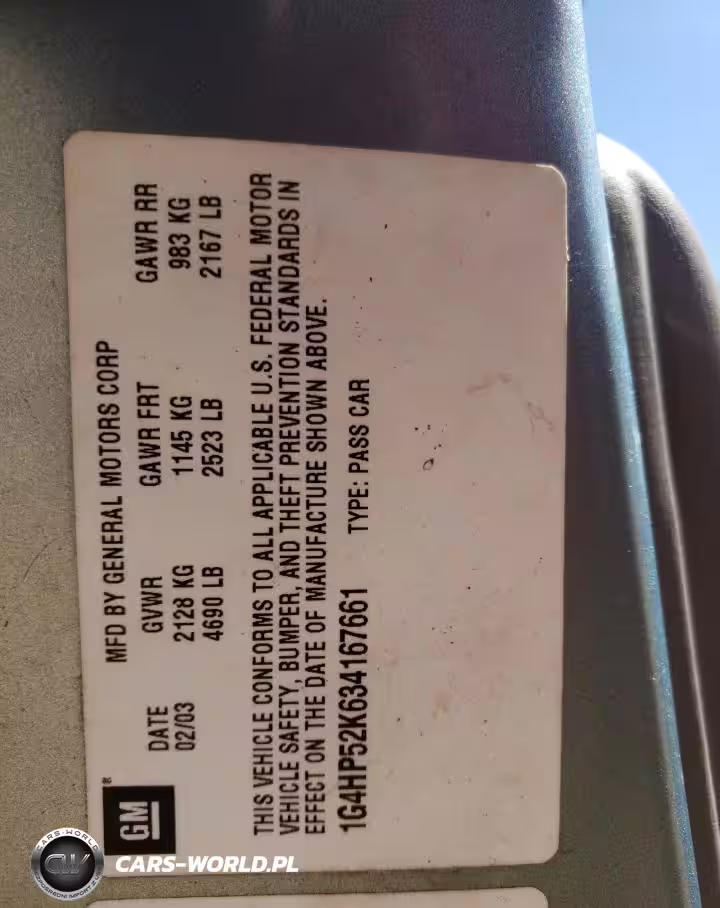 GM®
MFD BY GENERAL MOTORS CORP
DATE GVWR GAWR FRT GAWR RR
02/03 2128 KG 1145 KG 983 KG
4690 LB 2523 LB 2167 LB
THIS VEHICLE CONFORMS TO ALL APPLICABLE U.S. FEDERAL MOTOR
VEHICLE SAFETY, BUMPER, AND THEFT PREVENTION STANDARDS IN
EFFECT ON THE DATE OF MANUFACTURE SHOWN ABOVE.
1G4HP52K634167661 TYPE: PASS CAR
CARS-WORLD
CW
CARS-WORLD.PL